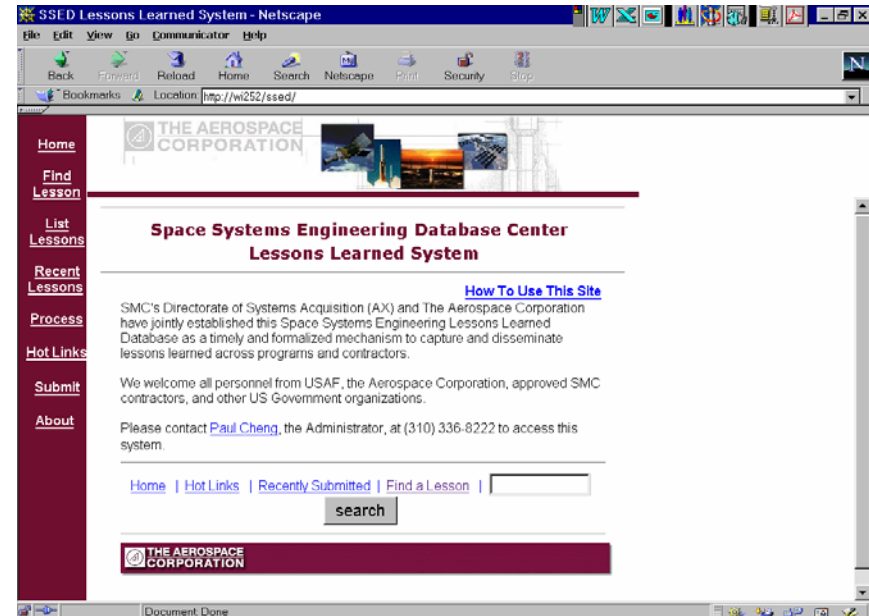 SSED Lessons Learned System - Netscape
File Edit View Go Communicator Help
Back Forward Reload Home Search Netscape Print Security Stop
Bookmarks Location: http://wi252/ssed/
THE AEROSPACE
CORPORATION
Home
Find
Lesson
List
Lessons
Recent
Lessons
Process
Hot Links
Submit
About
Space Systems Engineering Database Center
Lessons Learned System
How To Use This Site
SMC's Directorate of Systems Acquisition (AX) and The Aerospace Corporation
have jointly established this Space Systems Engineering Lessons Learned
Database as a timely and formalized mechanism to capture and disseminate
lessons learned across programs and contractors.
We welcome all personnel from USAF, the Aerospace Corporation, approved SMC
contractors, and other US Government organizations.
Please contact Paul Cheng, the Administrator, at (310) 336-8222 to access this
system.
Home | Hot Links | Recently Submitted | Find a Lesson |
search
THE AEROSPACE
CORPORATION
Document Done